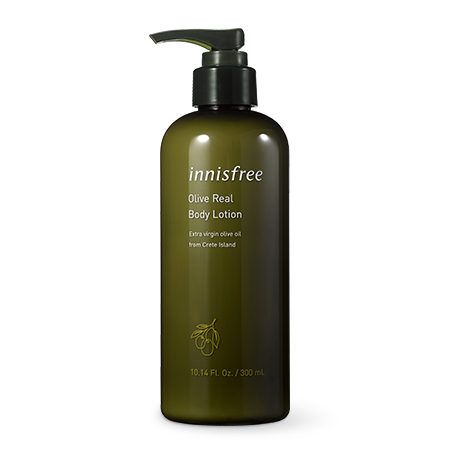 innisfree
Olive Real
Body Lotion
Extra virgin olive oil
from Crete Island
10.14 Fl. Oz. / 300 ml